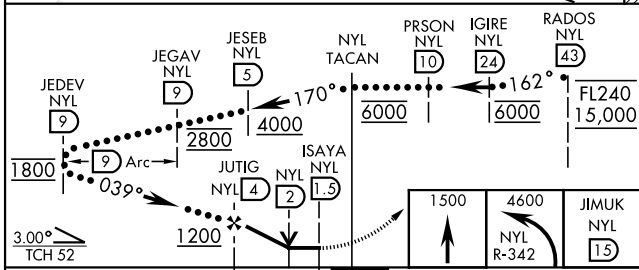 RADOS
NYL
43
IGIRE
NYL
24
PRSON
NYL
10
NYL
TACAN
JESEB
NYL
5
JEGAV
NYL
9
JEDEV
NYL
9
162°
FL240
15,000
6000
6000
170°
4000
2800
1800
9 Arc
039°
JUTIG
NYL 4
NYL
2
ISAYA
NYL
1.5
1200
3.00°
TCH 52
1500
4600
NYL
R-342
JIMUK
NYL
15